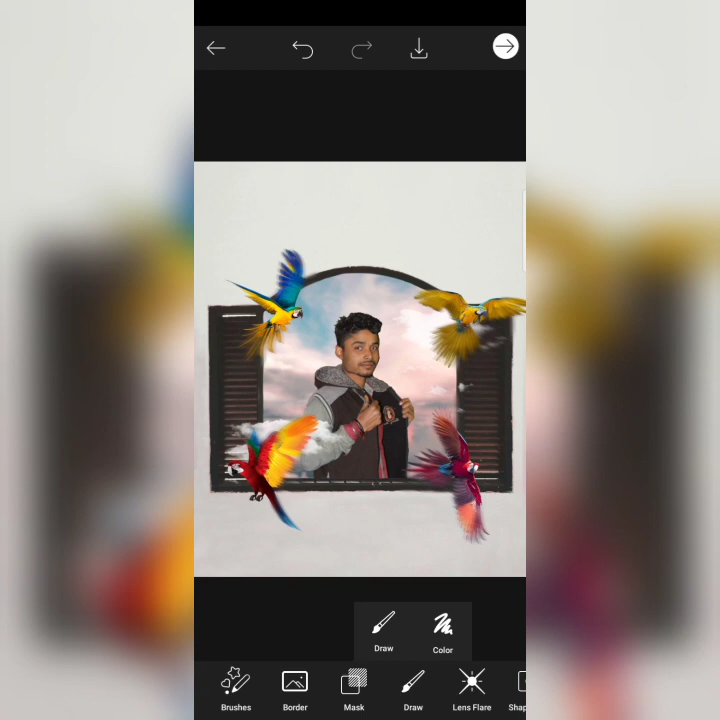 Draw
Color
Brushes
Border
Mask
Draw
Lens Flare
Shap